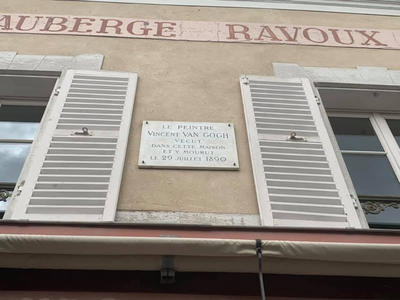 AUBERGE RAVOUX
LE PEINTRE
VINCENT VAN GOGH
VÉCUT
DANS CETTE MAISON
ET Y MOURUT
LE 29 JUILLET 1890